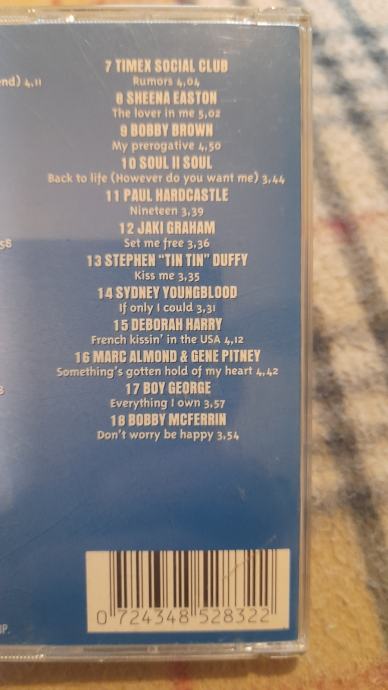 7 TIMEX SOCIAL CLUB
Rumors 4,04
end) 4,11
8 SHEENA EASTON
The lover in me 5,02
9 BOBBY BROWN
My prerogative 4,50
10 SOUL II SOUL
Back to life (However do you want me) 3,44
11 PAUL HARDCASTLE
Nineteen 3,39
12 JAKI GRAHAM
58
Set me free 3,36
13 STEPHEN "TIN TIN" DUFFY
Kiss me 3,35
14 SYDNEY YOUNGBLOOD
If only I could 3,31
15 DEBORAH HARRY
French kissin' in the USA 4,12
16 MARC ALMOND & GENE PITNEY
Something's gotten hold of my heart 4,42
17 BOY GEORGE
Everything I own 3,57
18 BOBBY MCFERRIN
Don't worry be happy 3,54
0 724348 528322